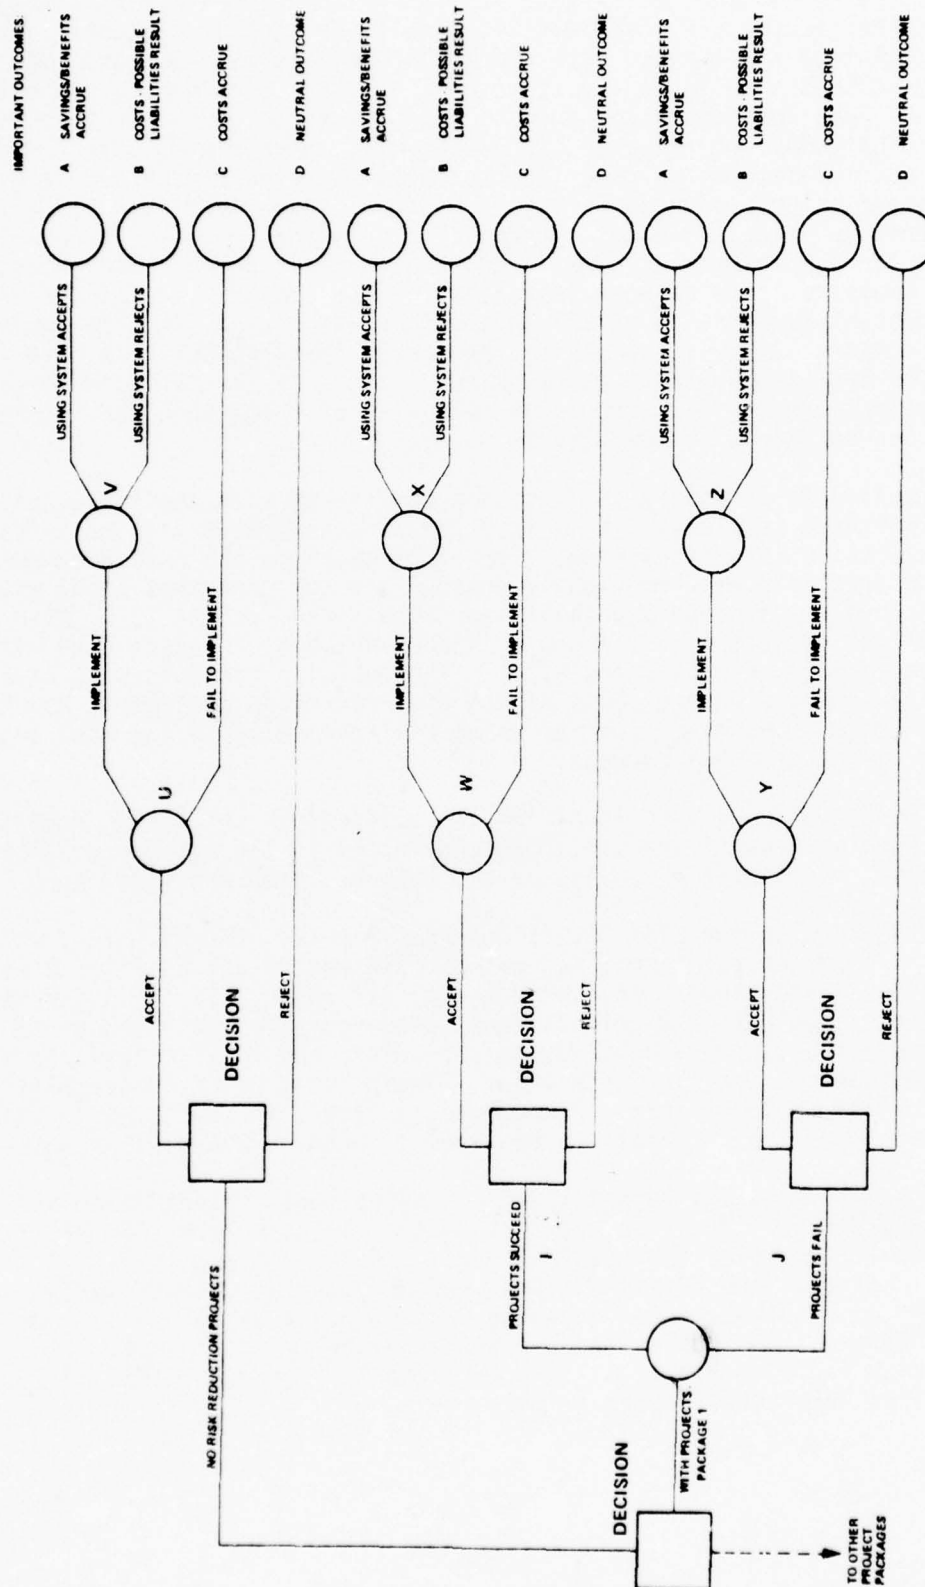 IMPORTANT OUTCOMES:
A SAVINGS/BENEFITS
ACCRUE
B COSTS - POSSIBLE
LIABILITIES RESULT
C COSTS ACCRUE
D NEUTRAL OUTCOME
A SAVINGS/BENEFITS
ACCRUE
B COSTS - POSSIBLE
LIABILITIES RESULT
C COSTS ACCRUE
D NEUTRAL OUTCOME
A SAVINGS/BENEFITS
ACCRUE
B COSTS - POSSIBLE
LIABILITIES RESULT
C COSTS ACCRUE
D NEUTRAL OUTCOME
USING SYSTEM ACCEPTS
USING SYSTEM REJECTS
USING SYSTEM ACCEPTS
USING SYSTEM REJECTS
USING SYSTEM ACCEPTS
USING SYSTEM REJECTS
V
X
Z
IMPLEMENT
FAIL TO IMPLEMENT
IMPLEMENT
FAIL TO IMPLEMENT
IMPLEMENT
FAIL TO IMPLEMENT
U
W
Y
ACCEPT
DECISION
REJECT
ACCEPT
DECISION
REJECT
ACCEPT
DECISION
REJECT
NO RISK REDUCTION PROJECTS
PROJECTS SUCCEED
I
J
PROJECTS FAIL
DECISION
WITH PROJECTS
PACKAGE 1
TO OTHER
PROJECT
PACKAGES